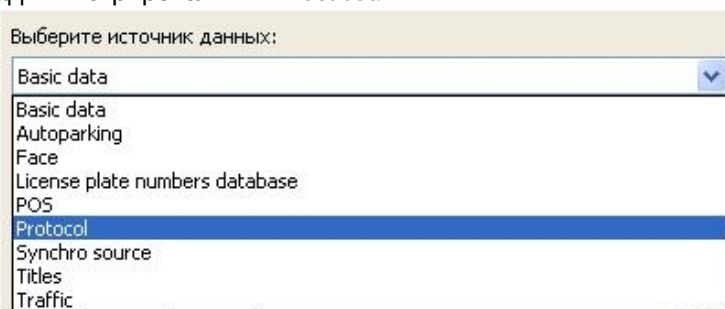 Выберите источник данных:
Basic data
Basic data
Autoparking
Face
License plate numbers database
POS
Protocol
Synchro source
Titles
Traffic